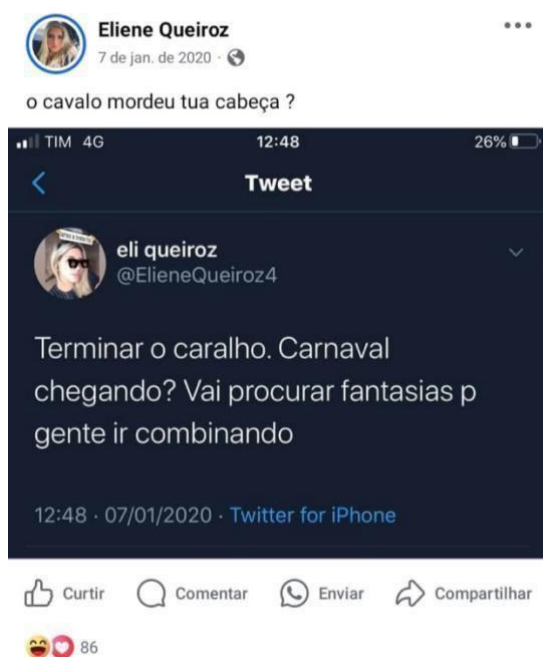 Eliene Queiroz
7 de jan. de 2020 ·
o cavalo mordeu tua cabeça ?
TIM 4G 12:48 26%
Tweet
eli queiroz
@ElieneQueiroz4
Terminar o caralho. Carnaval
chegando? Vai procurar fantasias p
gente ir combinando
12:48 · 07/01/2020 · Twitter for iPhone
Curtir Comentar Enviar Compartilhar
86